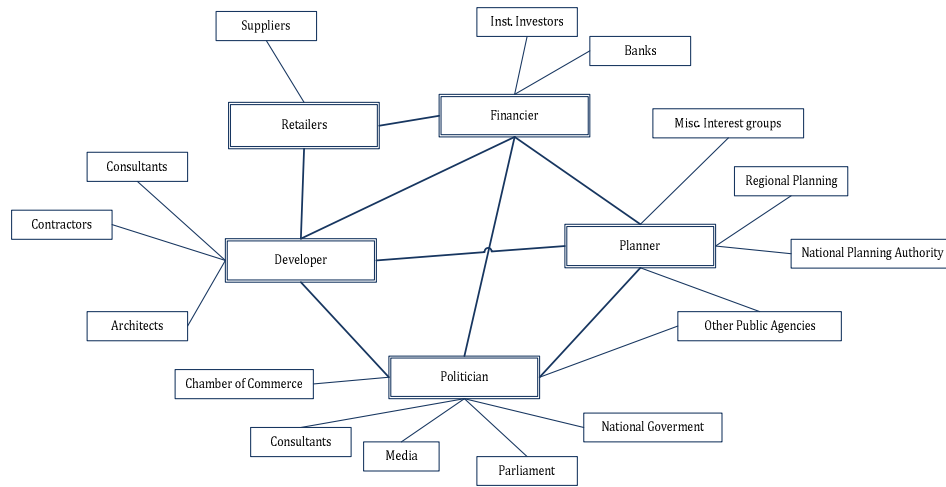 Suppliers
Inst. Investors
Banks
Retailers
Financier
Misc. Interest groups
Consultants
Regional Planning
Contractors
Developer
Planner
National Planning Authority
Architects
Other Public Agencies
Chamber of Commerce
Politician
Consultants
Media
Parliament
National Goverment